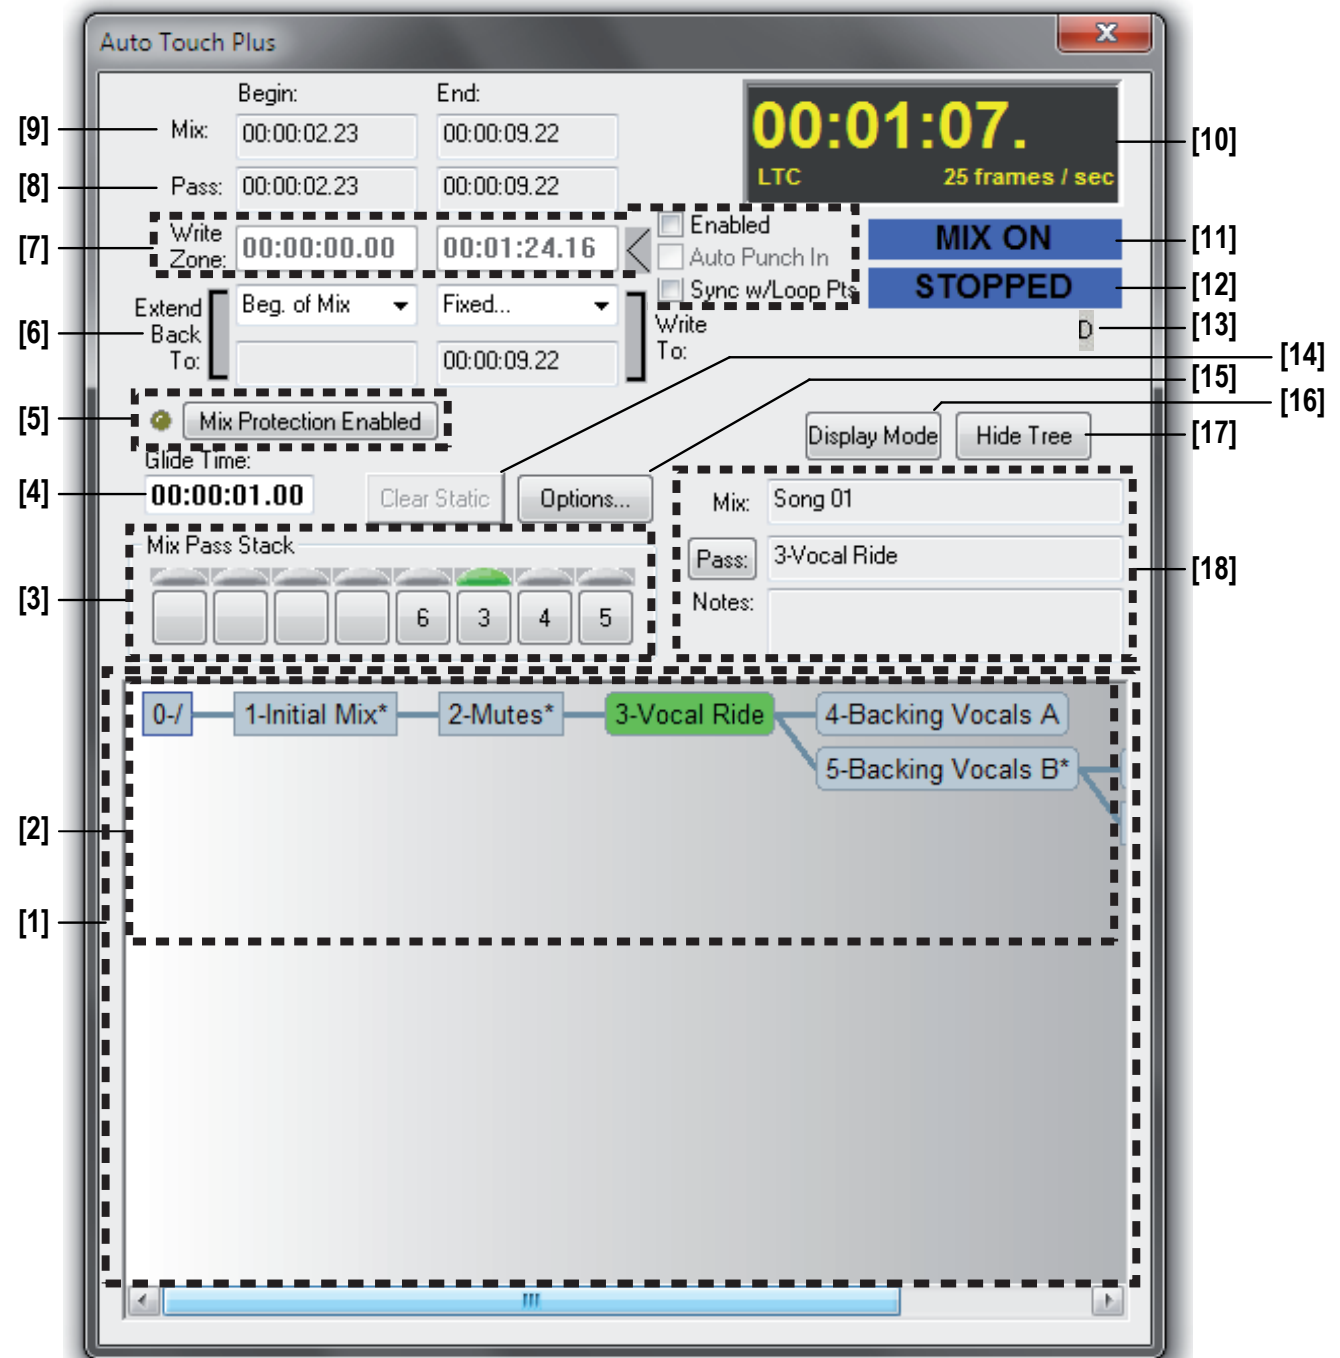 Auto Touch Plus
X
Begin: End:
[9] Mix: 00:00:02.23 00:00:09.22
00:01:07. [10]
LTC 25 frames / sec
[8] Pass: 00:00:02.23 00:00:09.22
[7] Write Zone: 00:00:00.00 00:01:24.16
Enabled
Auto Punch In
Sync w/Loop Pts
MIX ON [11]
STOPPED [12]
[6] Extend Back To: Beg. of Mix Fixed...
00:00:09.22
Write To:
D [13]
[14]
[15]
[16]
[5] Mix Protection Enabled
Display Mode Hide Tree [17]
Glide Time:
[4] 00:00:01.00 Clear Static Options...
Mix: Song 01
Mix Pass Stack
Pass: 3-Vocal Ride [18]
[3] 6 3 4 5
Notes:
0-/ 1-Initial Mix* 2-Mutes* 3-Vocal Ride 4-Backing Vocals A
5-Backing Vocals B*
[2]
[1]